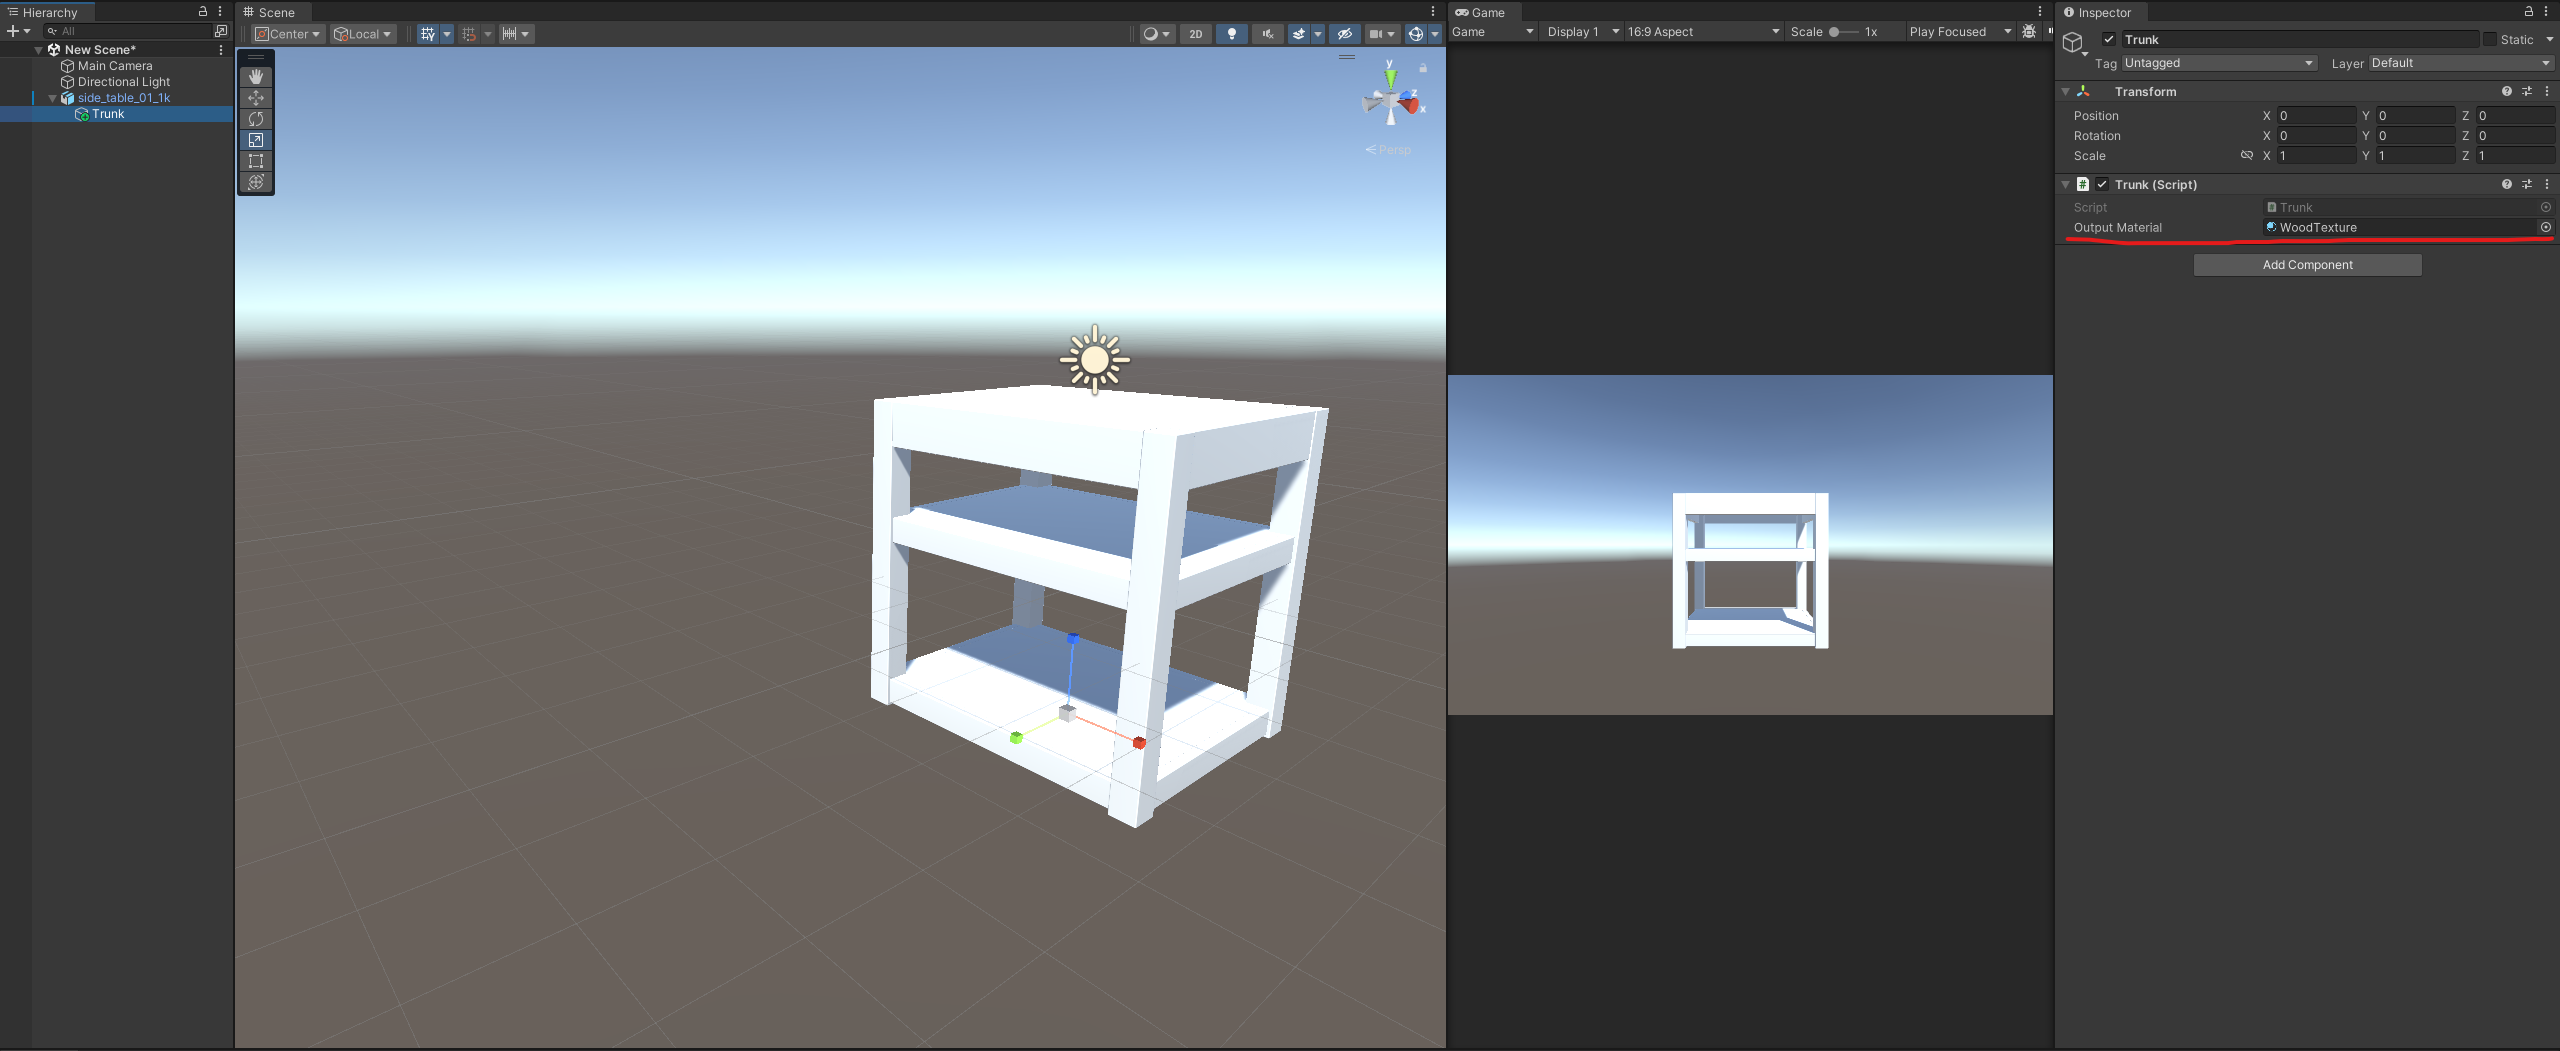 Hierarchy
All
New Scene*
Main Camera
Directional Light
side_table_01_1k
Trunk
Scene
Center
Local
2D
y
z
x
Persp
Game
Game
Display 1
16:9 Aspect
Scale
1x
Play Focused
Inspector
Trunk
Static
Tag
Untagged
Layer
Default
Transform
Position
X 0 Y 0 Z 0
Rotation
X 0 Y 0 Z 0
Scale
X 1 Y 1 Z 1
# Trunk (Script)
Script
Trunk
Output Material
WoodTexture
Add Component